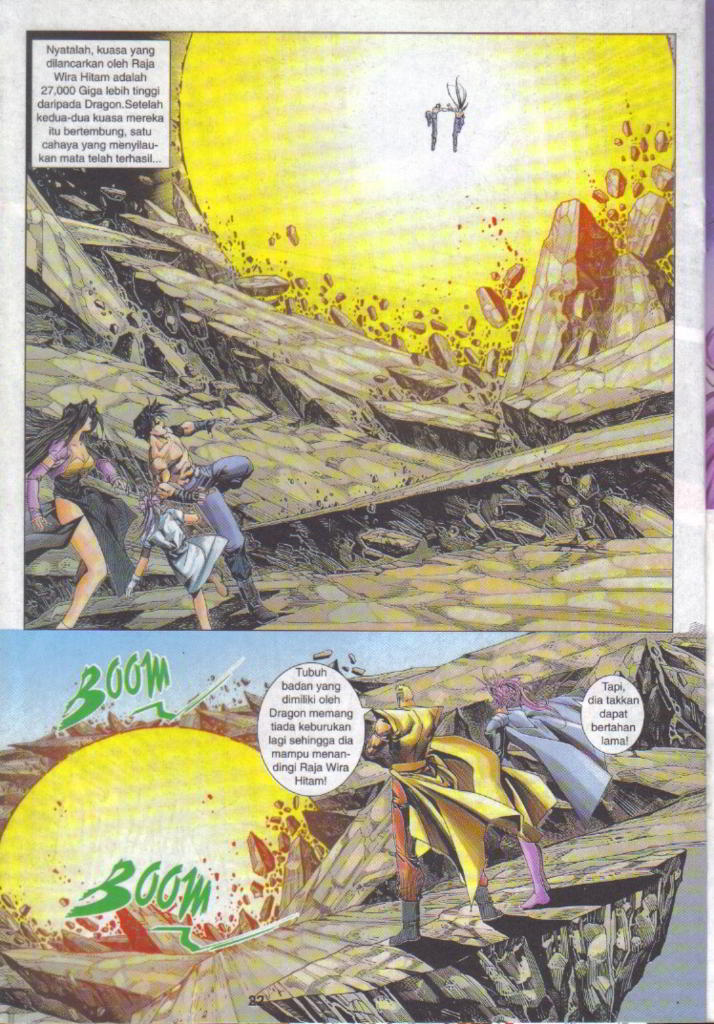 Nyatalah, kuasa yang
dilancarkan oleh Raja
Wira Hitam adalah
27,000 Giga lebih tinggi
daripada Dragon.Setelah
kedua-dua kuasa mereka
itu bertembung, satu
cahaya yang menyilau-
kan mata telah terhasil...
BOOM
Tubuh
badan yang
dimiliki oleh
Dragon memang
tiada keburukan
lagi sehingga dia
mampu menan-
dingi Raja Wira
Hitam!
Tapi,
dia takkan
dapat
bertahan
lama!
BOOM
82